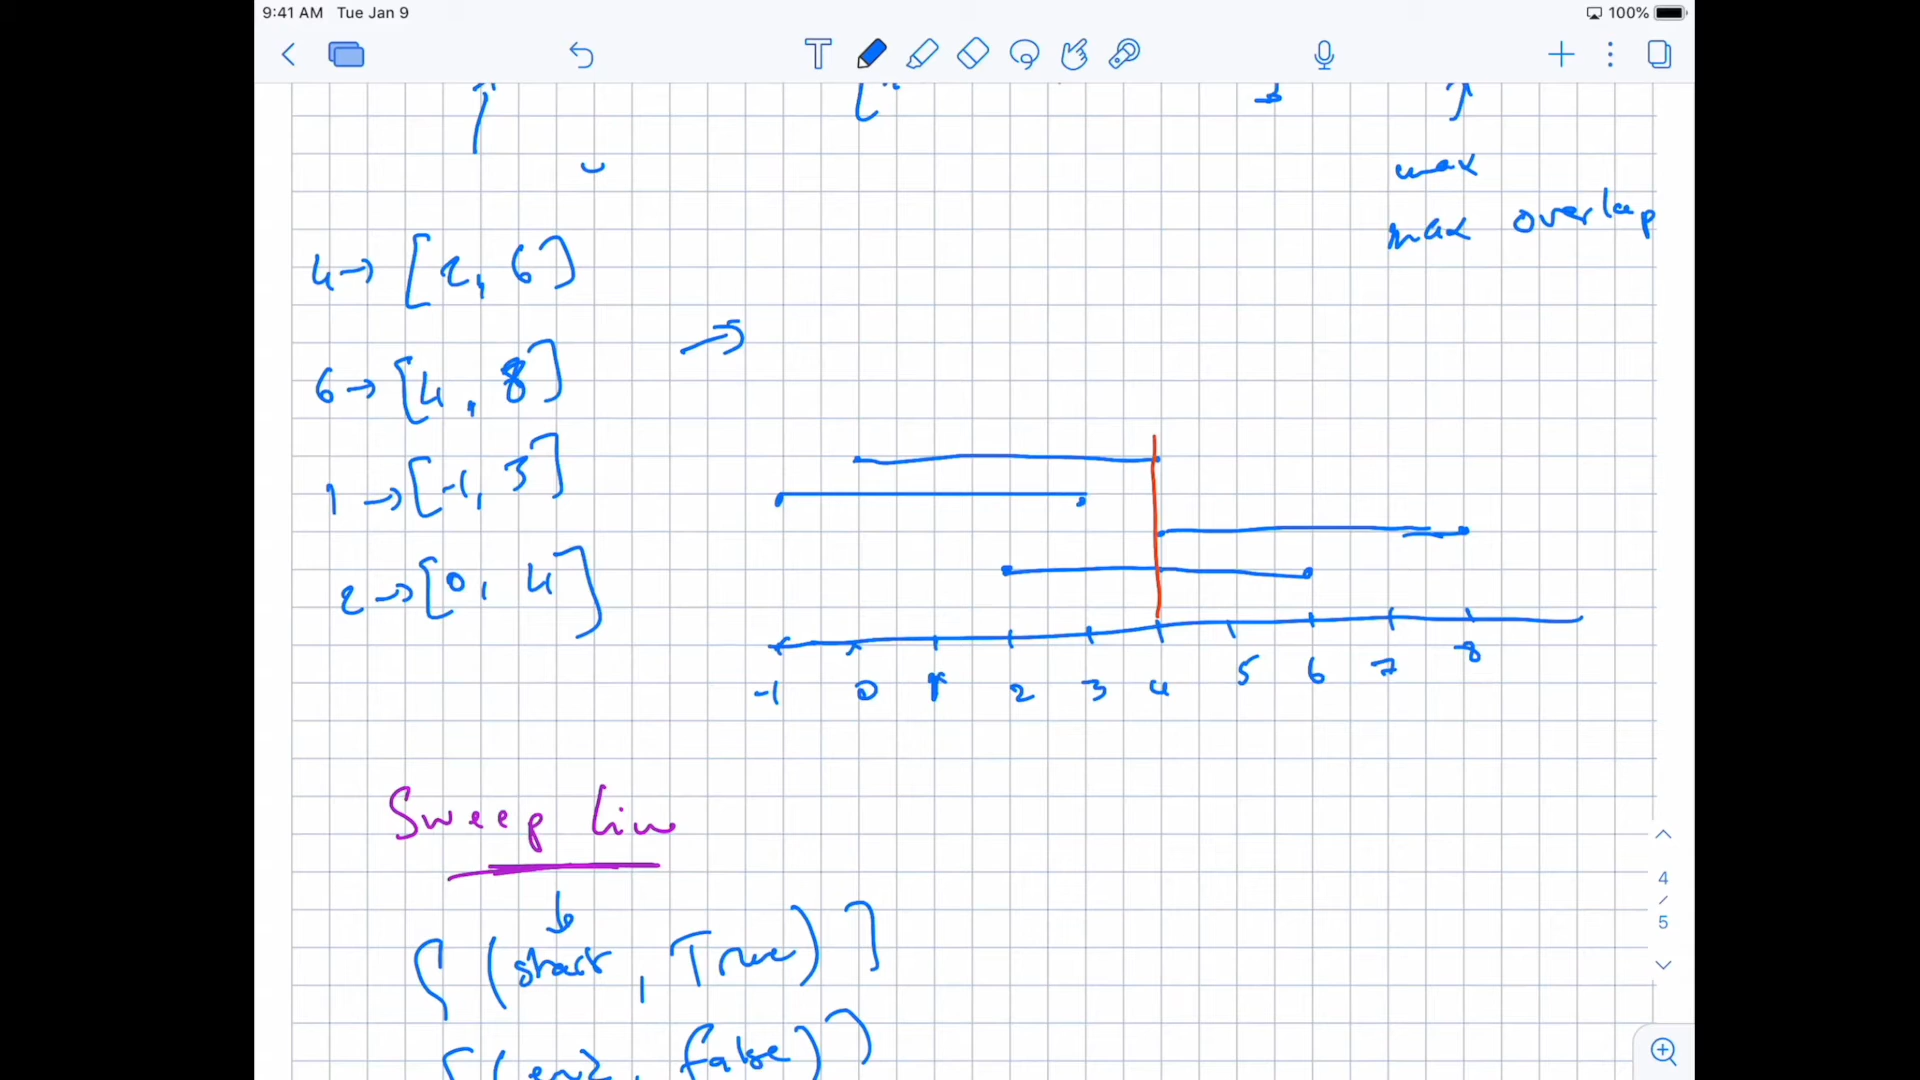 9:41 AM Tue Jan 9
100%
max
max overlap
4→ [2, 6]
6→ [4, 8]
1→ [-1, 3]
2→ [0, 4]
-1 0 1 2 3 4 5 6 7 8
Sweep line
[(start, True)]
[(end, false)]
4
/
5